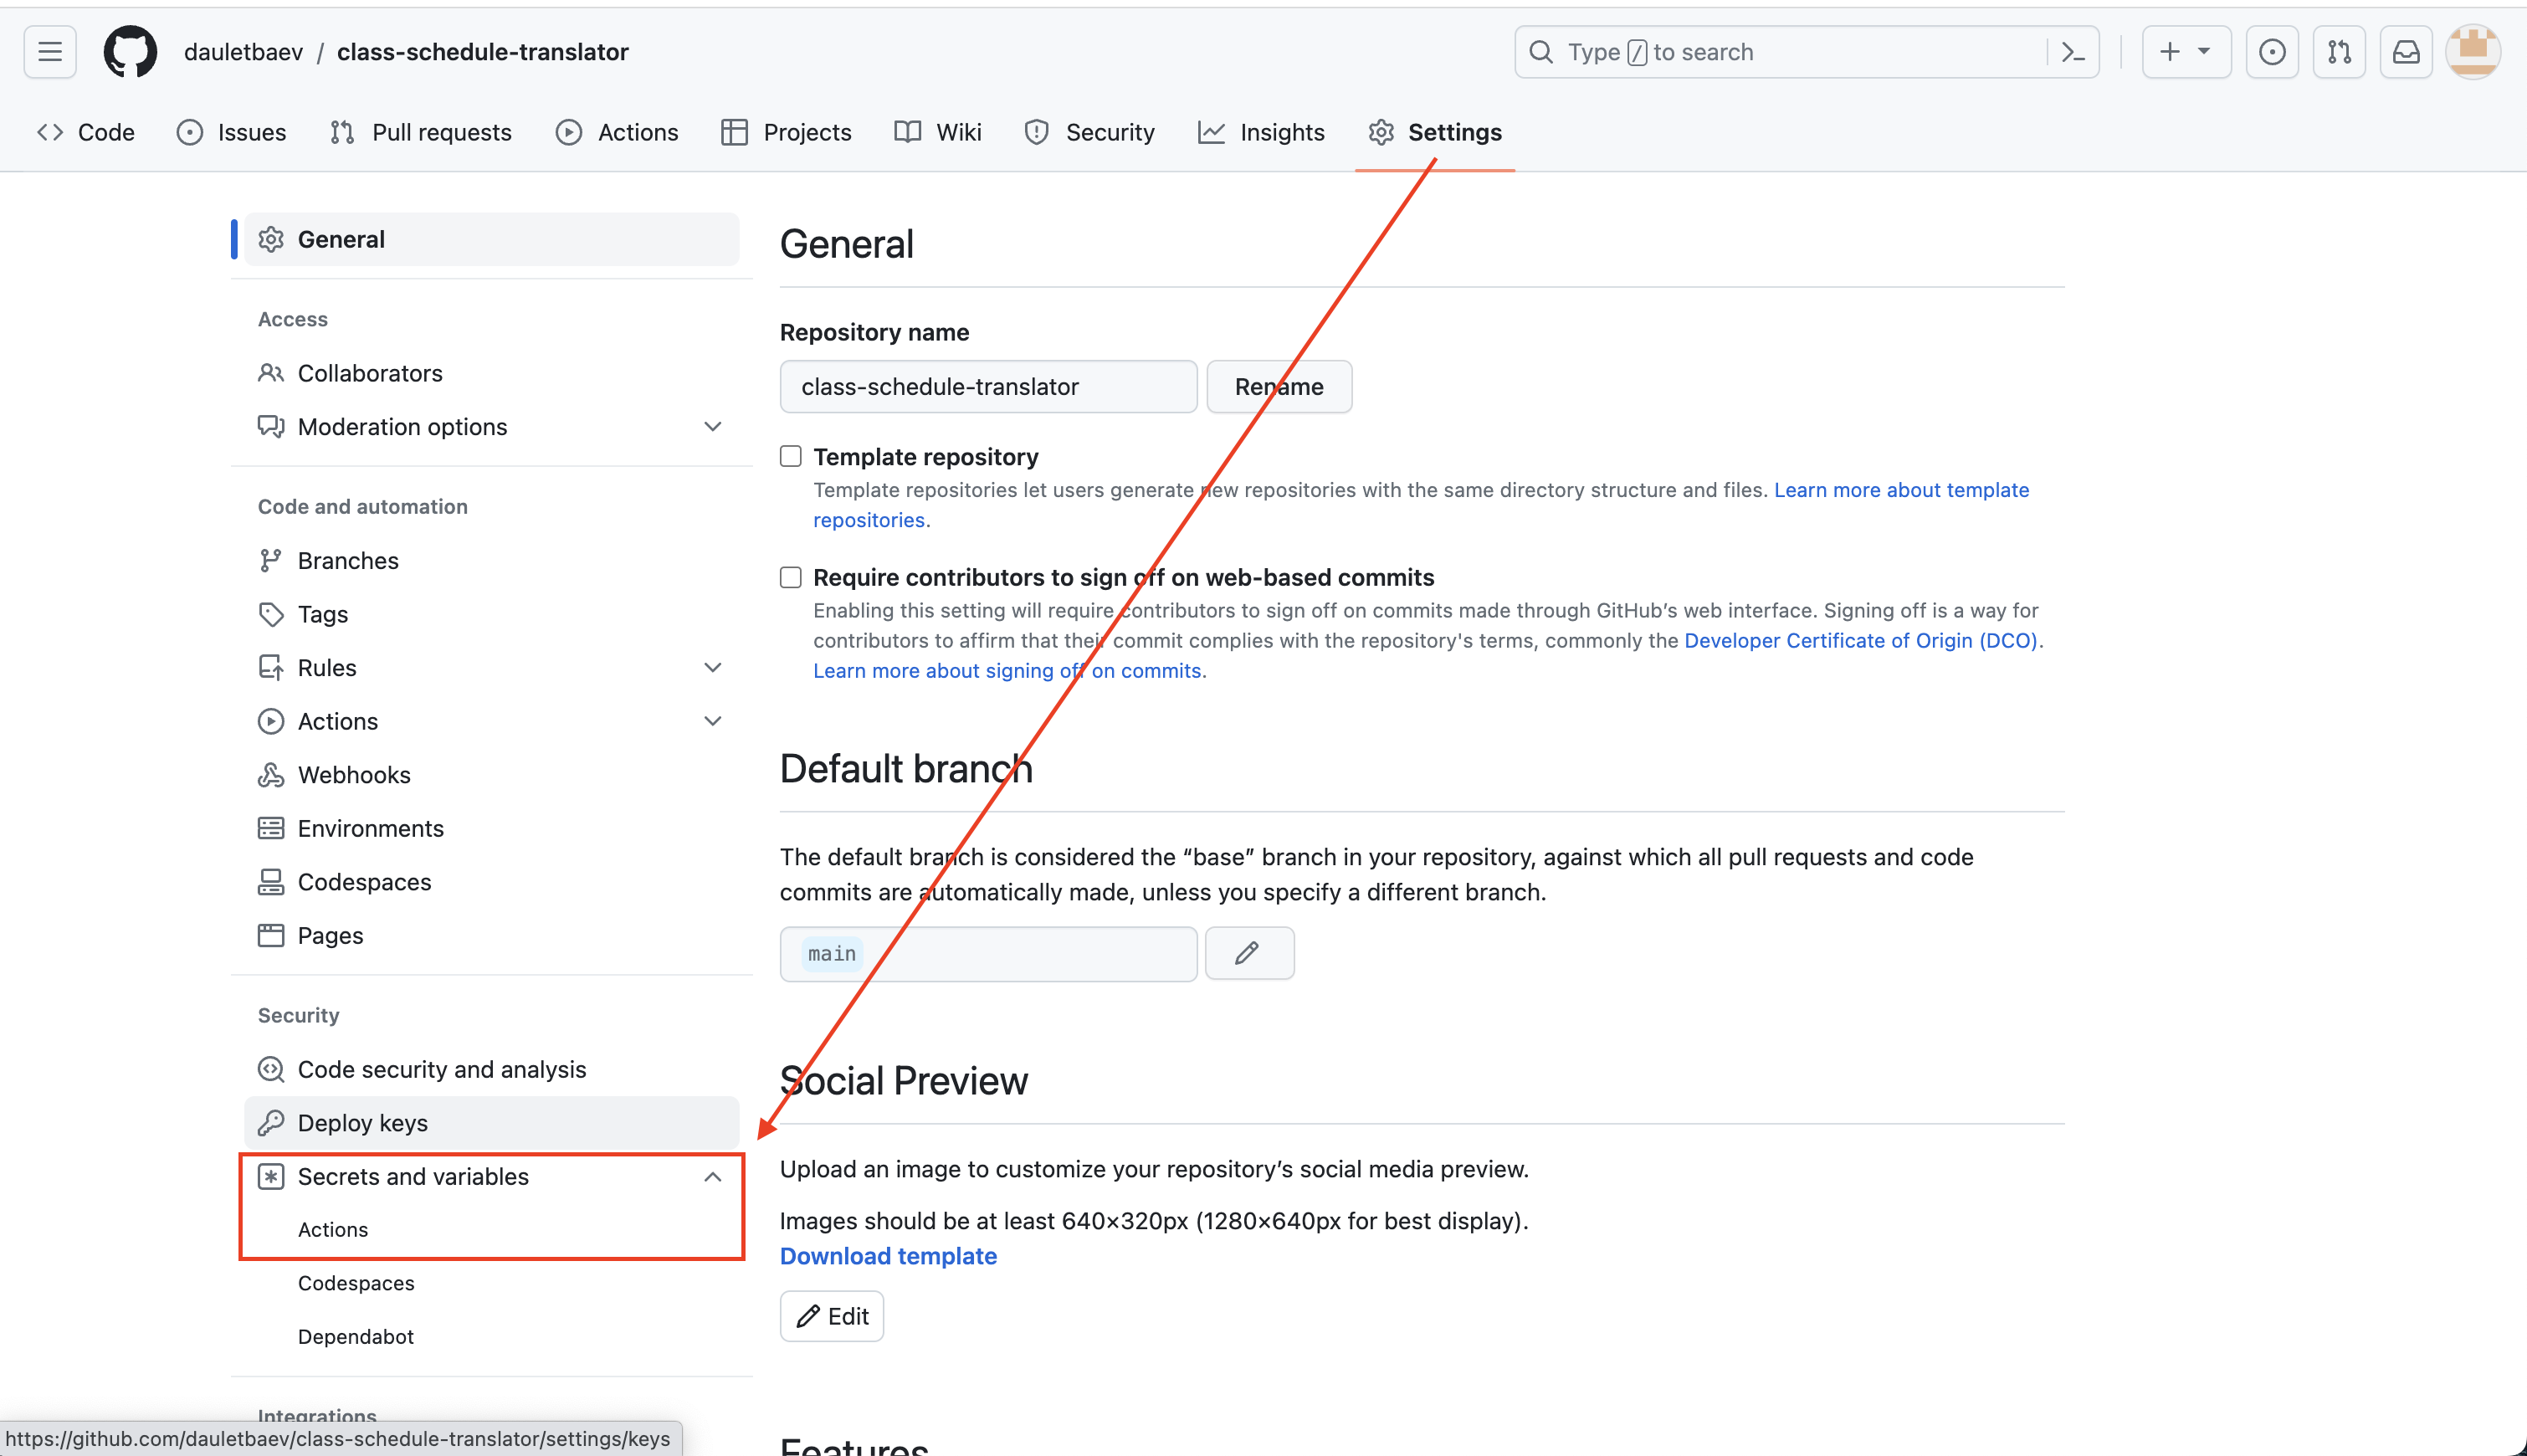 dauletbaev / class-schedule-translator
Type / to search
Code Issues Pull requests Actions Projects Wiki Security Insights Settings
General
Access
Collaborators
Moderation options
Code and automation
Branches
Tags
Rules
Actions
Webhooks
Environments
Codespaces
Pages
Security
Code security and analysis
Deploy keys
Secrets and variables
Actions
Codespaces
Dependabot
Integrations
https://github.com/dauletbaev/class-schedule-translator/settings/keys
General
Repository name
class-schedule-translator Rename
Template repository
Template repositories let users generate new repositories with the same directory structure and files. Learn more about template
repositories.
Require contributors to sign off on web-based commits
Enabling this setting will require contributors to sign off on commits made through GitHub’s web interface. Signing off is a way for
contributors to affirm that their commit complies with the repository's terms, commonly the Developer Certificate of Origin (DCO).
Learn more about signing off on commits.
Default branch
The default branch is considered the “base” branch in your repository, against which all pull requests and code
commits are automatically made, unless you specify a different branch.
main
Social Preview
Upload an image to customize your repository’s social media preview.
Images should be at least 640×320px (1280×640px for best display).
Download template
Edit
Features